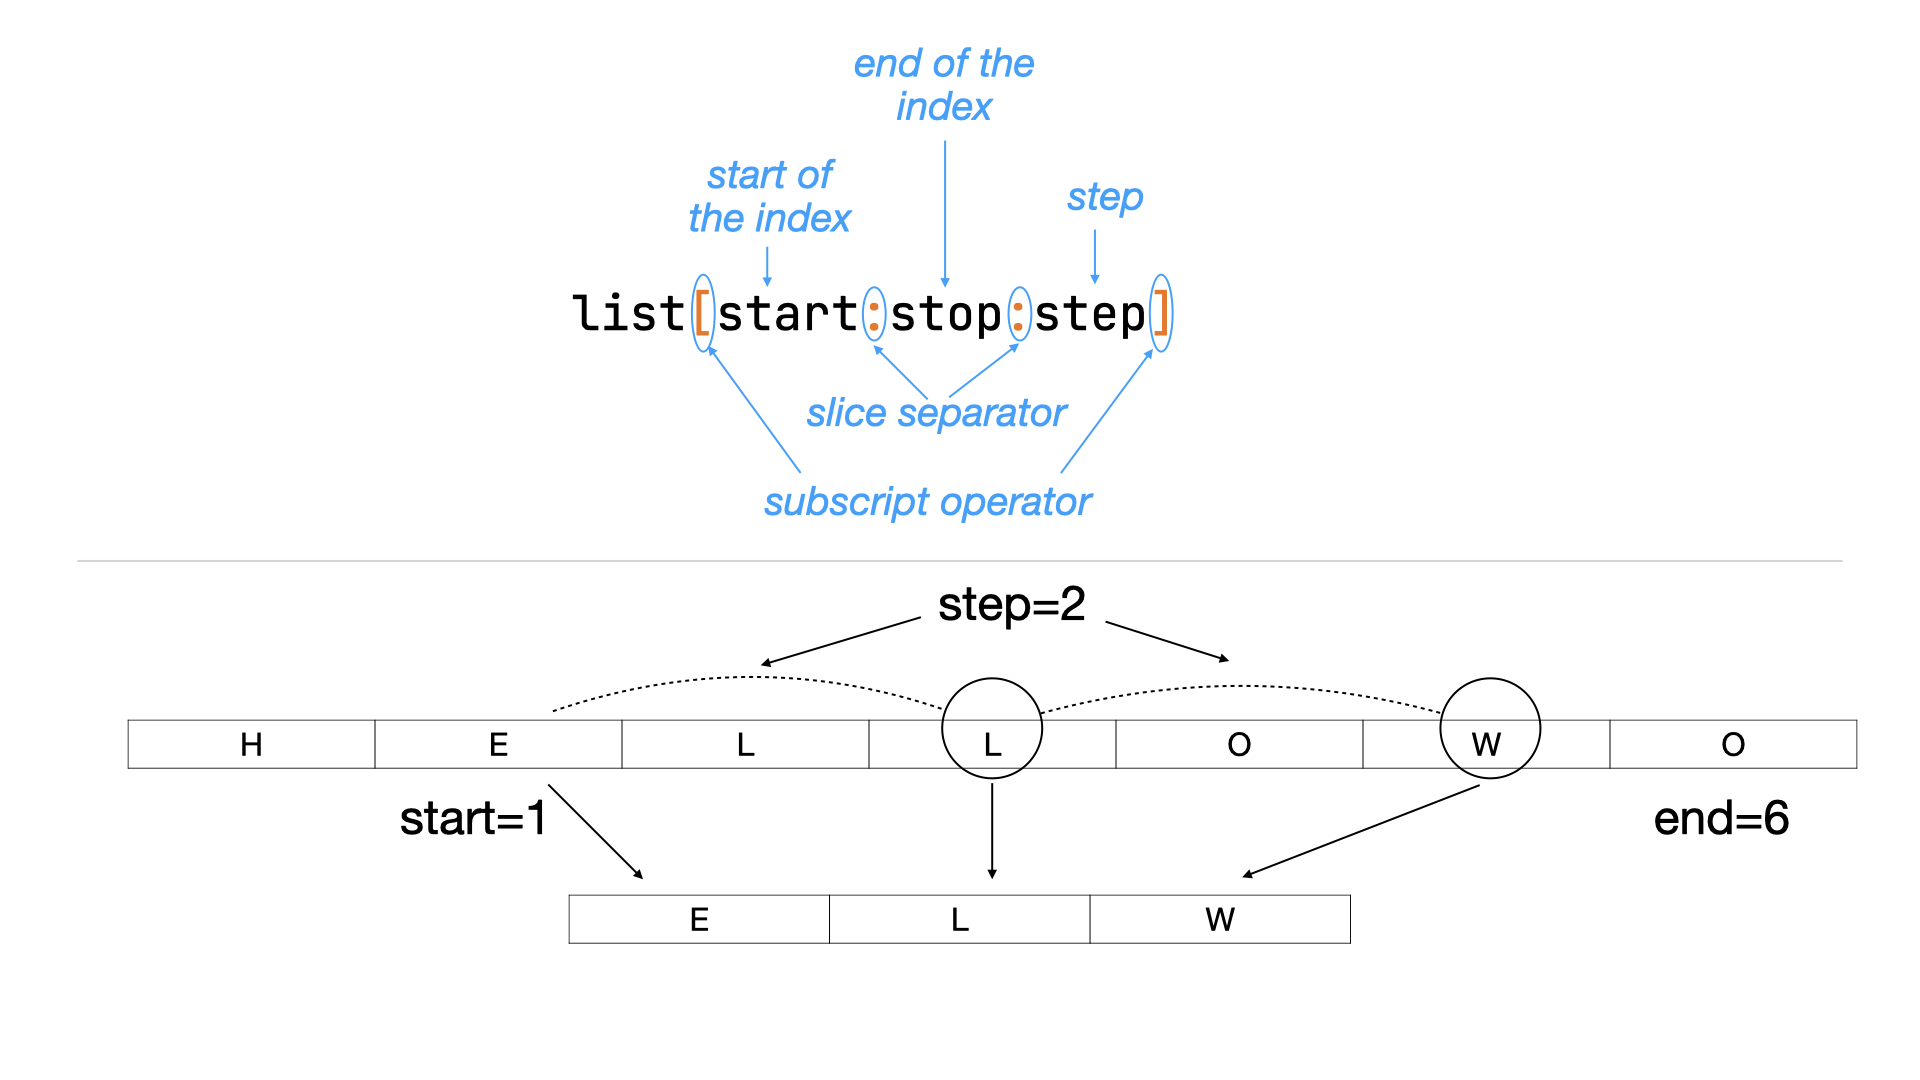 end of the
index
start of
the index
step
list[start:stop:step]
slice separator
subscript operator
step=2
H E L L O W O
start=1
end=6
E L W